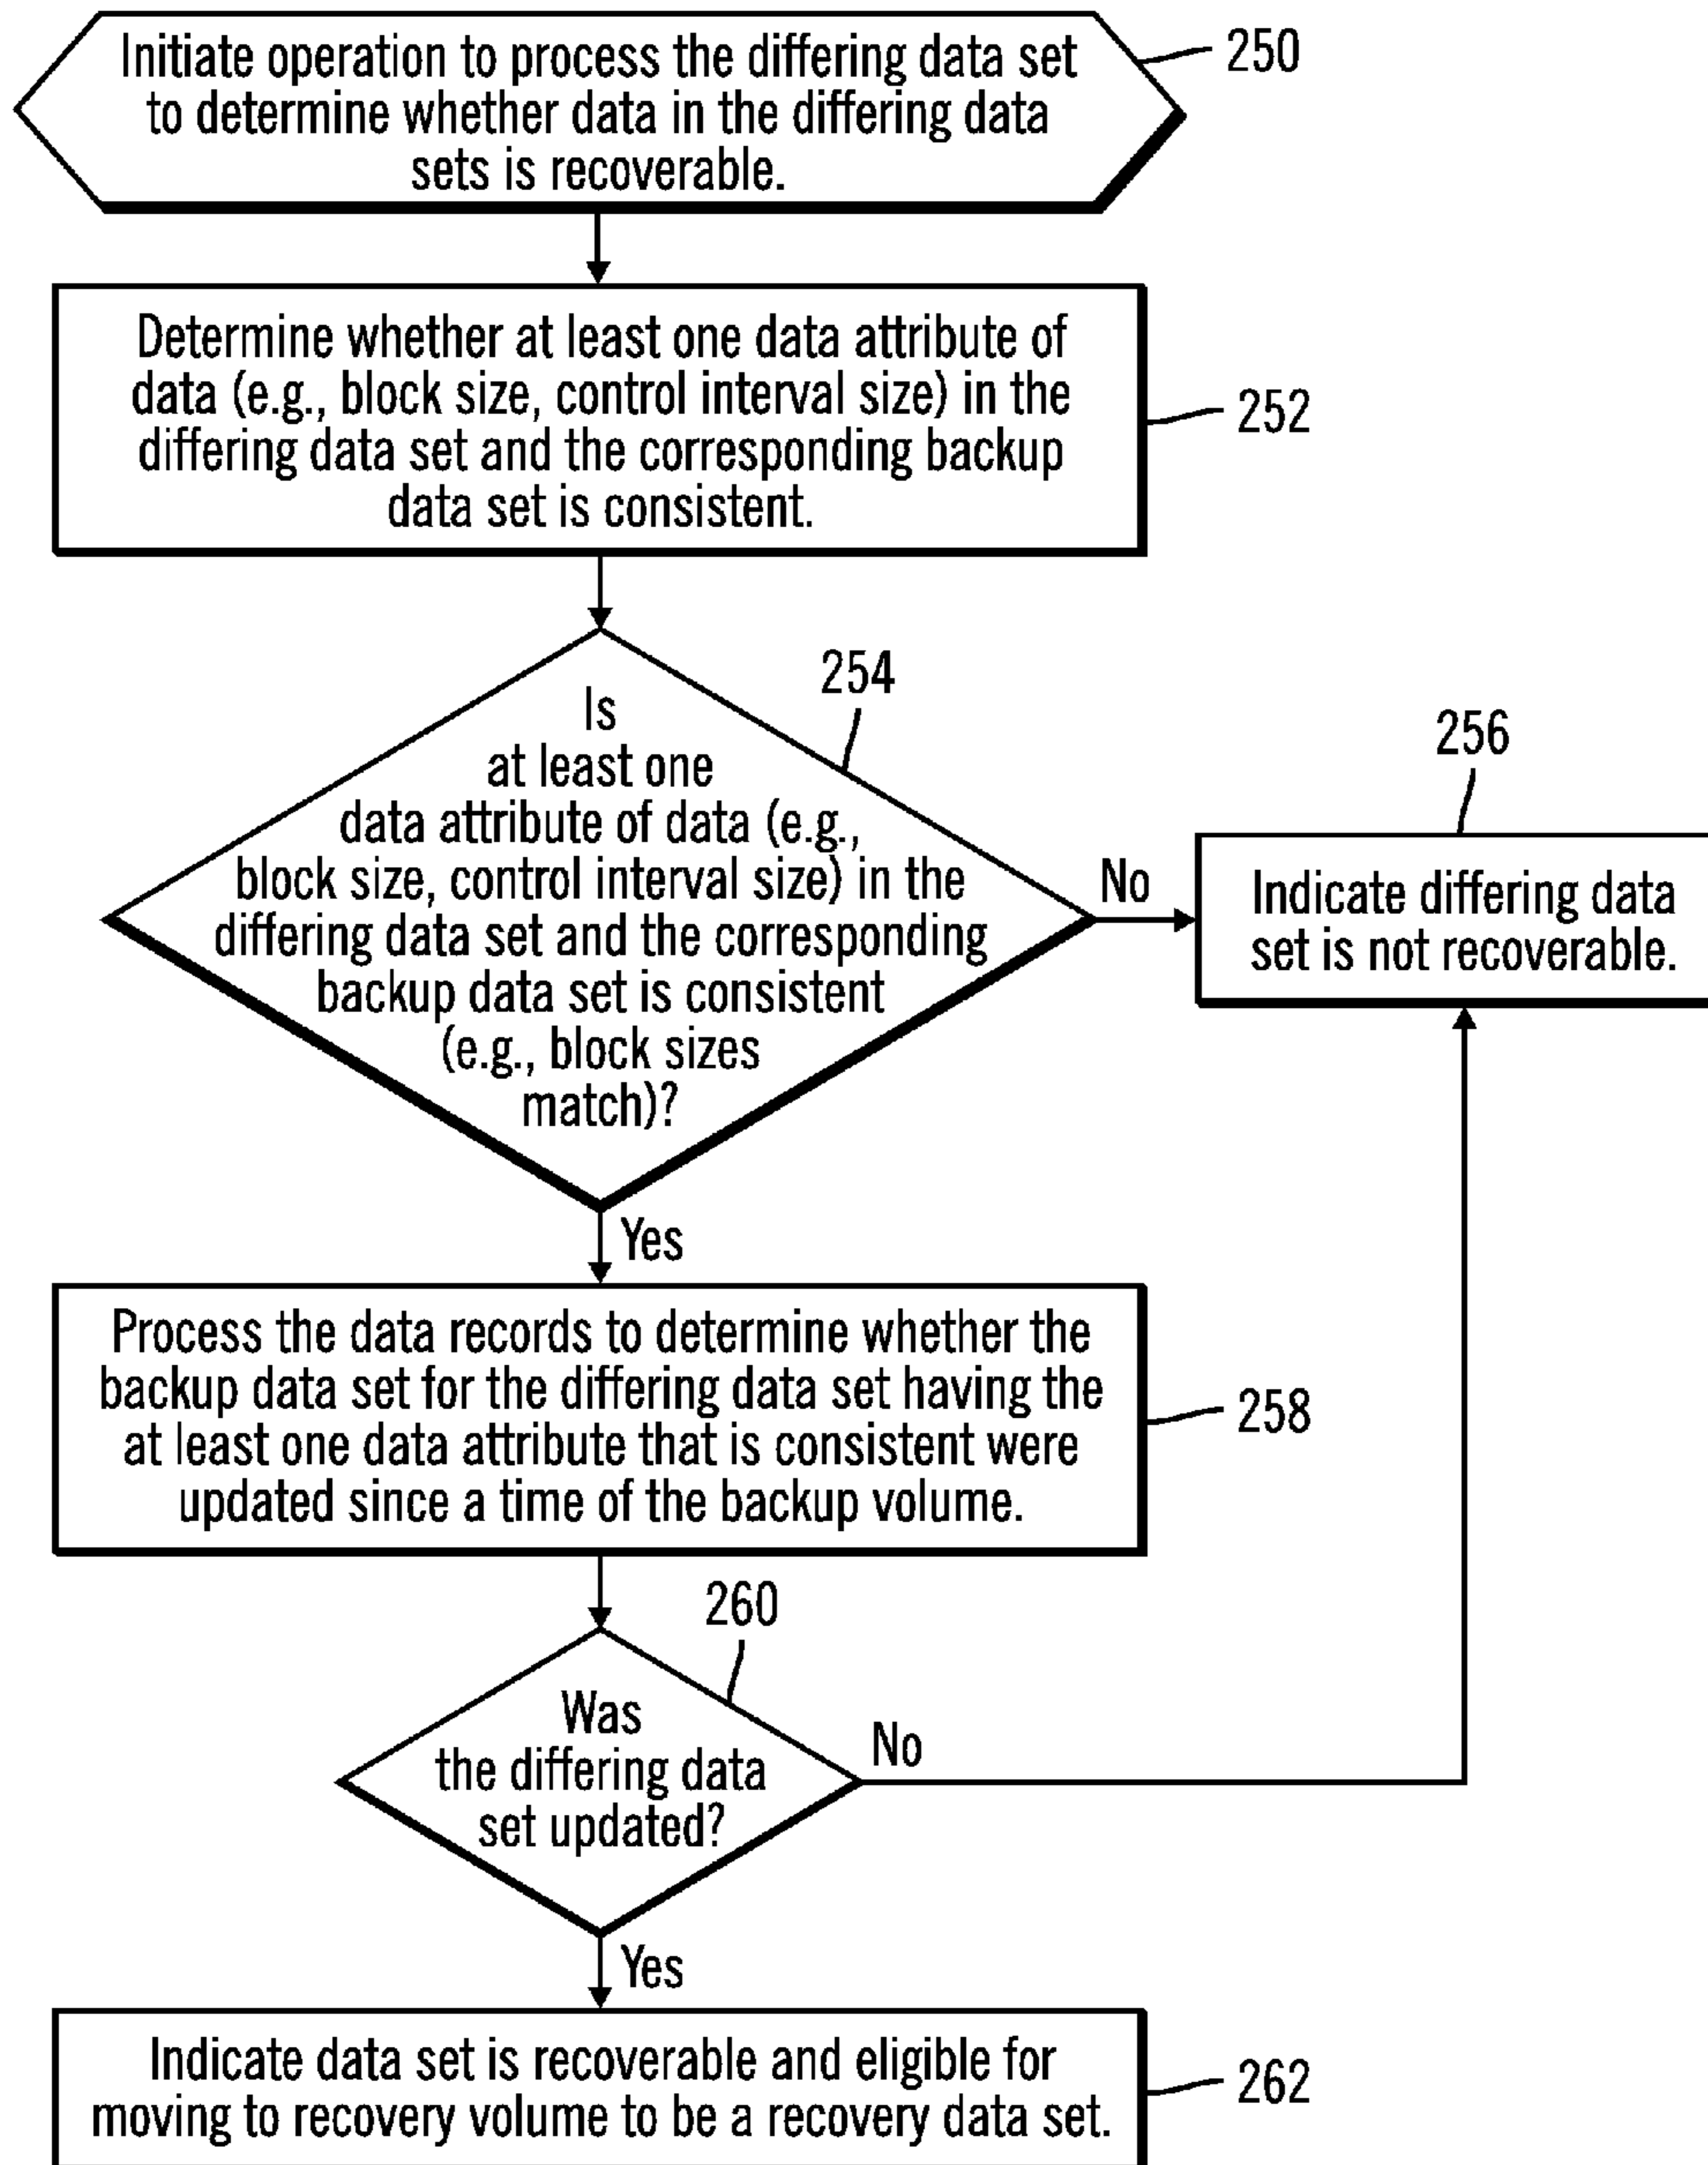 Initiate operation to process the differing data set
to determine whether data in the differing data
sets is recoverable.
250
Determine whether at least one data attribute of
data (e.g., block size, control interval size) in the
differing data set and the corresponding backup
data set is consistent.
252
254
Is
at least one
data attribute of data (e.g.,
block size, control interval size) in the
differing data set and the corresponding
backup data set is consistent
(e.g., block sizes
match)?
No
256
Indicate differing data
set is not recoverable.
Yes
Process the data records to determine whether the
backup data set for the differing data set having the
at least one data attribute that is consistent were
updated since a time of the backup volume.
258
260
Was
the differing data
set updated?
No
Yes
Indicate data set is recoverable and eligible for
moving to recovery volume to be a recovery data set.
262